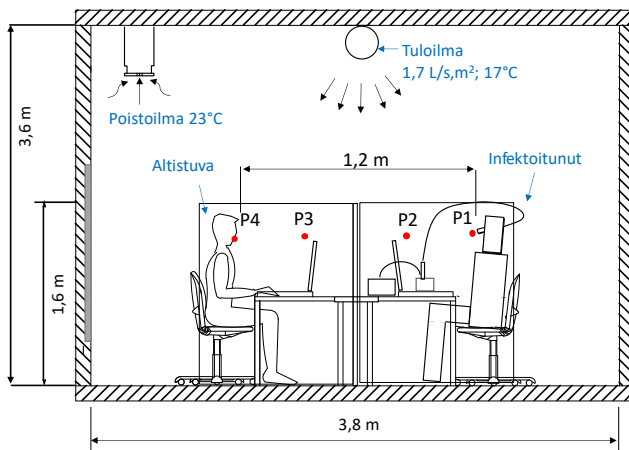 Tuloilma
1,7 L/s,m²; 17°C
Poistoilma 23°C
3,6 m
Altistuva
1,2 m
Infektoitunut
P4
P3
P2
P1
1,6 m
3,8 m